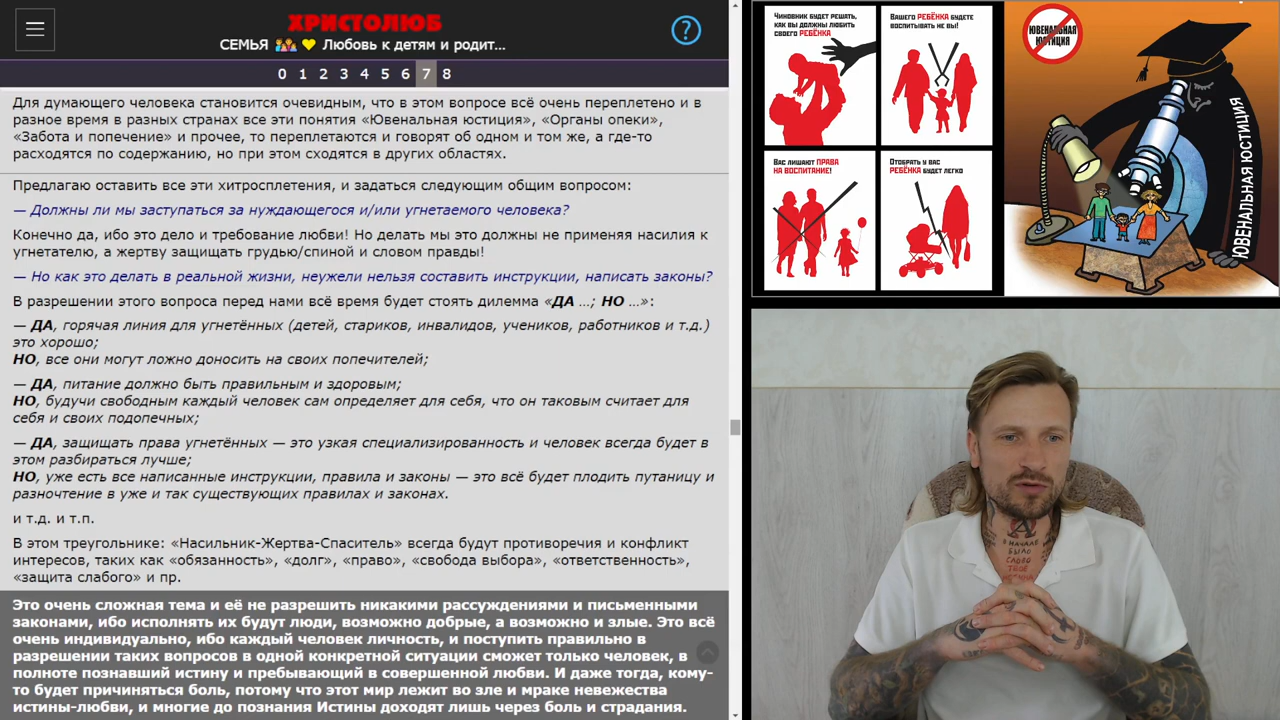 ХРИСТОЛЮБ
СЕМЬЯ 👨‍👩‍👧‍👦 💛 Любовь к детям и родит...
0 1 2 3 4 5 6 7 8
Для думающего человека становится очевидным, что в этом вопросе всё очень переплетено и в
разное время в разных странах все эти понятия «Ювенальная юстиция», «Органы опеки»,
«Забота и попечение» и прочее, то переплетаются и говорят об одном и том же, а где-то
расходятся по содержанию, но при этом сходятся в других областях.
Предлагаю оставить все эти хитросплетения, и задаться следующим общим вопросом:
— Должны ли мы заступаться за нуждающегося и/или угнетаемого человека?
Конечно да, ибо это дело и требование любви! Но делать это должны не применяя насилия к
угнетателю, а жертву защищать грудью/спиной и словом правды!
— Но как это делать в реальной жизни, неужели нельзя составить инструкции, написать законы?
В разрешении этого вопроса перед нами всё время будет стоять дилемма «ДА ...; НО ...»:
— ДА, горячая линия для угнетённых (детей, стариков, инвалидов, учеников, работников и т.д.)
это хорошо;
НО, все они могут ложно доносить на своих попечителей;
— ДА, питание должно быть правильным и здоровым;
НО, будучи свободным каждый человек сам определяет для себя, что он таковым считает для
себя и своих подопечных;
— ДА, защищать права угнетённых — это узкая специализированность и человек всегда будет в
этом разбираться лучше;
НО, уже есть все написанные инструкции, правила и законы — это всё будет плодить путаницу и
разночтение в уже и так существующих правилах и законах.
и т.д. и т.п.
В этом треугольнике: «Насильник-Жертва-Спаситель» всегда будут противоречия и конфликт
интересов, таких как «обязанность», «долг», «право», «свобода выбора», «ответственность»,
«защита слабого» и пр.
Это очень сложная тема и её не разрешить никакими рассуждениями и письменными
законами, ибо исполнять их будут люди, возможно добрые, а возможно и злые. Это всё
очень индивидуально, ибо каждый человек личность, и поступить правильно в
разрешении таких вопросов в одной конкретной ситуации сможет только человек, в
полноте познавший истину и пребывающий в совершенной любви. И даже тогда, кому-
то будет причиняться боль, потому что этот мир лежит во зле и мраке невежества
истины-любви, и многие до познания Истины доходят лишь через боль и страдания.
Чиновник будет решать,
как вы должны любить
своего РЕБЁНКА
Вашего РЕБЁНКА будете
воспитывать не вы!
Вас лишают ПРАВА
НА ВОСПИТАНИЕ!
Отобрать у вас
РЕБЁНКА будет легко
ЮВЕНАЛЬНАЯ
ЮСТИЦИЯ
ЮВЕНАЛЬНАЯ ЮСТИЦИЯ
В НАЧАЛЕ
БЫЛО
СЛОВО
ТВОЕ